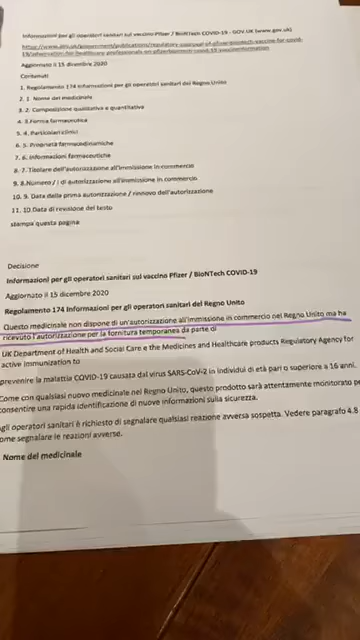 Informazioni per gli operatori sanitari sul vaccino Pfizer / BioNTech COVID-19 - GOV.UK (www.gov.uk)
Aggiornato il 15 dicembre 2020
Contenuti
1. Regolamento 174 Informazioni per gli operatori sanitari del Regno Unito
2. 1. Nome del medicinale
3. 2. Composizione qualitativa e quantitativa
4. 3.Forma farmaceutica
5. 4. Particolari clinici
6. 5. Proprietà farmacodinamiche
7. 6. Informazioni farmaceutiche
8. 7. Titolare dell'autorizzazione all'immissione in commercio
9. 8.Numero / i di autorizzazione all'immissione in commercio
10. 9. Data della prima autorizzazione / rinnovo dell'autorizzazione
11. 10.Data di revisione del testo
stampa questa pagina
Decisione
Informazioni per gli operatori sanitari sul vaccino Pfizer / BioNTech COVID-19
Aggiornato il 15 dicembre 2020
Regolamento 174 Informazioni per gli operatori sanitari del Regno Unito
Questo medicinale non dispone di un'autorizzazione all'immissione in commercio nel Regno Unito ma ha
ricevuto l'autorizzazione per la fornitura temporanea da parte di
UK Department of Health and Social Care e the Medicines and Healthcare products Regulatory Agency for
active immunization to
prevenire la malattia COVID-19 causata dal virus SARS-CoV-2 in individui di età pari o superiore a 16 anni.
Come con qualsiasi nuovo medicinale nel Regno Unito, questo prodotto sarà attentamente monitorato pe
consentire una rapida identificazione di nuove informazioni sulla sicurezza.
agli operatori sanitari è richiesto di segnalare qualsiasi reazione avversa sospetta. Vedere paragrafo 4.8
ome segnalare le reazioni avverse.
Nome del medicinale